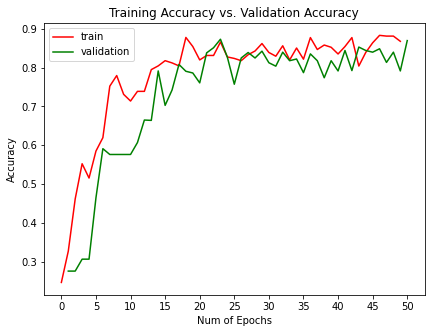 Training Accuracy vs. Validation Accuracy
train
validation
Accuracy
0.9
0.8
0.7
0.6
0.5
0.4
0.3
0 5 10 15 20 25 30 35 40 45 50
Num of Epochs